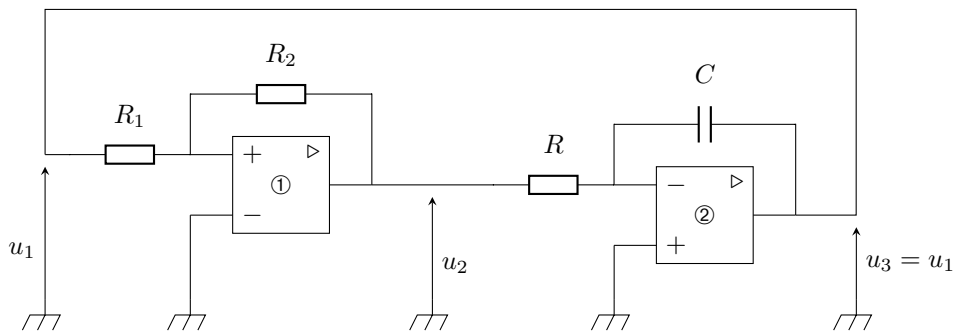 C
R₂
R₁
R
+
▷
①
−
−
▷
②
+
u₁
u₂
u₃ = u₁